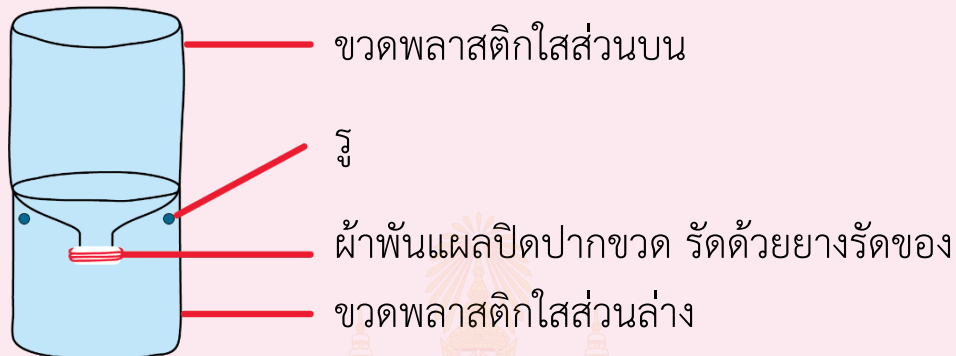 ขวดพลาสติกใสส่วนบน
รู
ผ้าพันแผลปิดปากขวด รัดด้วยยางรัดของ
ขวดพลาสติกใสส่วนล่าง